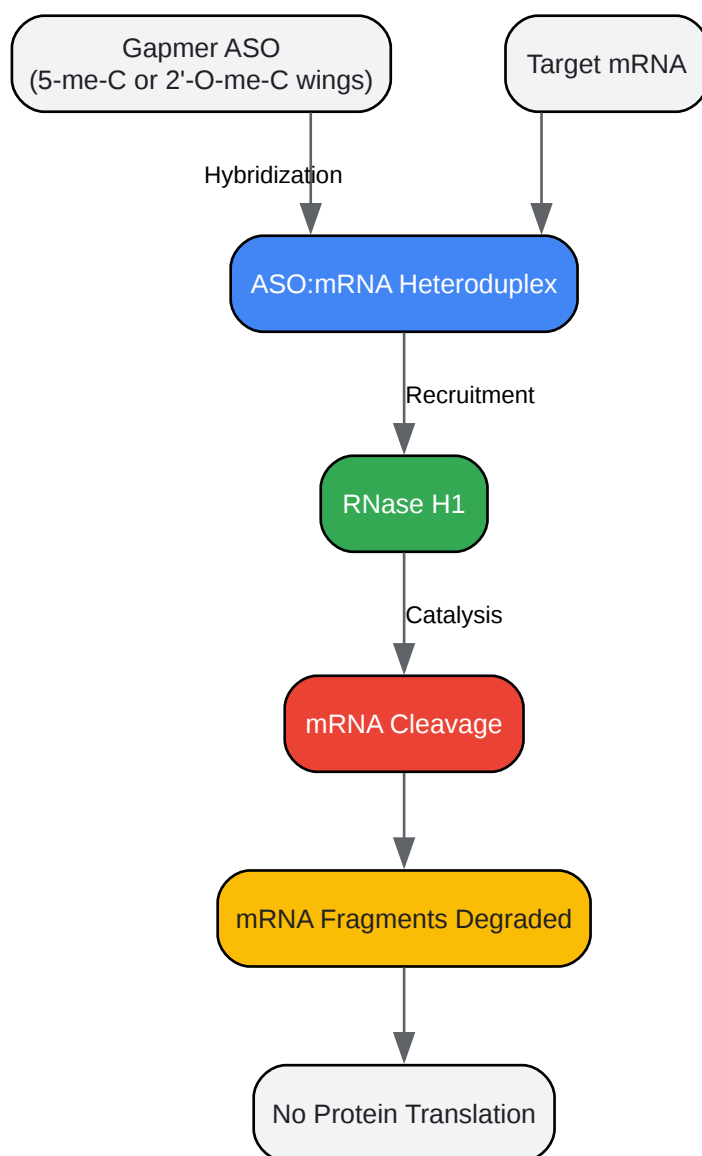 Gapmer ASO
(5-me-C or 2'-O-me-C wings)
Target mRNA
Hybridization
ASO:mRNA Heteroduplex
Recruitment
RNase H1
Catalysis
mRNA Cleavage
mRNA Fragments Degraded
No Protein Translation